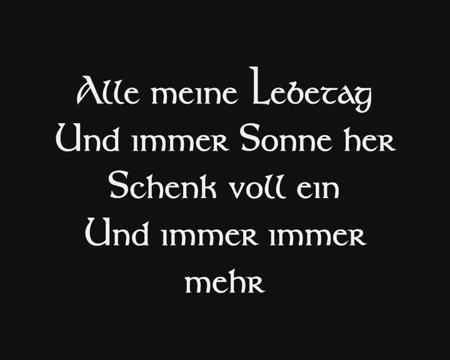 Alle meine Lebetag
Und immer Sonne her
Schenk voll ein
Und immer immer
mehr